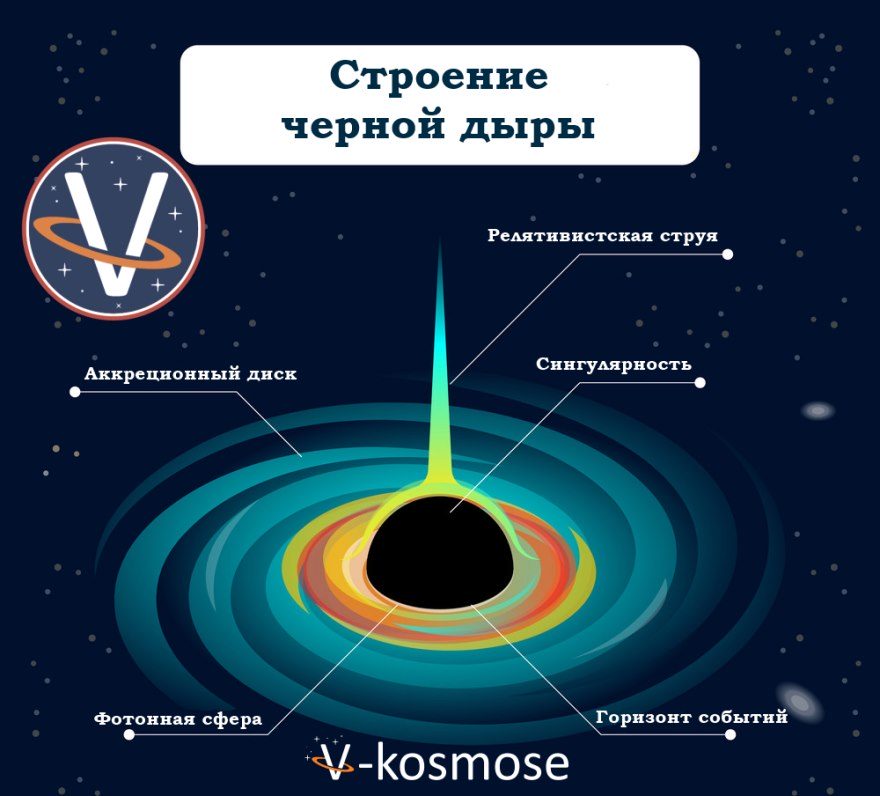 Строение
черной дыры
V
Релятивистская струя
Сингулярность
Аккреционный диск
Фотонная сфера
Горизонт событий
V-kosmose